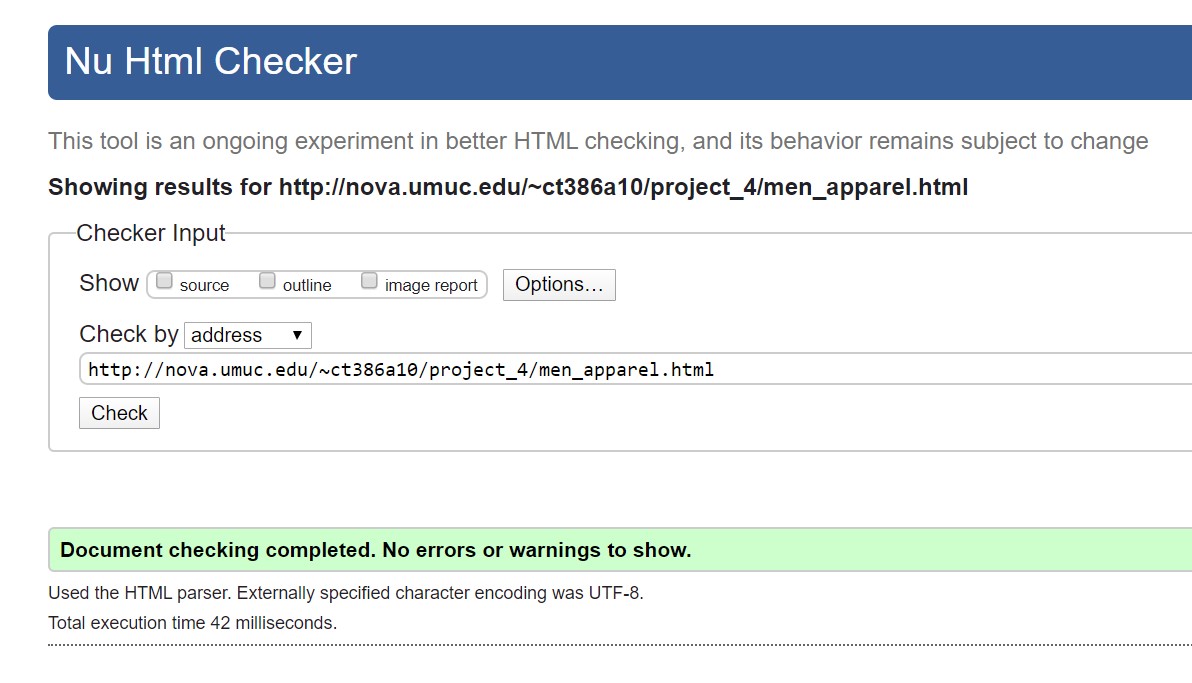 Nu Html Checker
This tool is an ongoing experiment in better HTML checking, and its behavior remains subject to change
Showing results for http://nova.umuc.edu/~ct386a10/project_4/men_apparel.html
Checker Input
Show source outline image report Options...
Check by address
http://nova.umuc.edu/~ct386a10/project_4/men_apparel.html
Check
Document checking completed. No errors or warnings to show.
Used the HTML parser. Externally specified character encoding was UTF-8.
Total execution time 42 milliseconds.